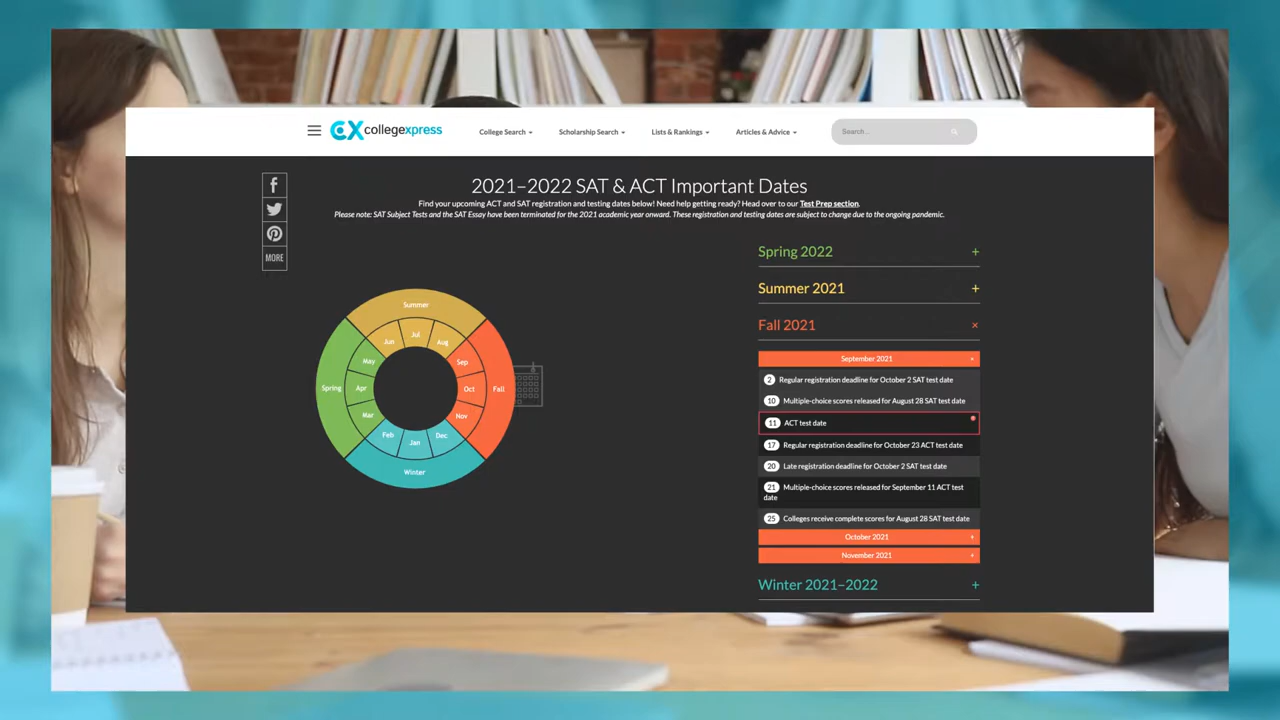 collegexpress
College Search
Scholarship Search
Lists & Rankings
Articles & Advice
Search...
MORE
2021–2022 SAT & ACT Important Dates
Find your upcoming ACT and SAT registration and testing dates below! Need help getting ready? Head over to our Test Prep section.
Please note: SAT Subject Tests and the SAT Essay have been terminated for the 2021 academic year onward. These registration and testing dates are subject to change due to the ongoing pandemic.
Summer
Jun
Jul
Aug
Spring
May
Apr
Mar
Sep
Oct
Nov
Fall
Feb
Jan
Dec
Winter
Spring 2022 +
Summer 2021 +
Fall 2021 ×
September 2021
2 Regular registration deadline for October 2 SAT test date
10 Multiple-choice scores released for August 28 SAT test date
11 ACT test date
17 Regular registration deadline for October 23 ACT test date
20 Late registration deadline for October 2 SAT test date
21 Multiple-choice scores released for September 11 ACT test
date
25 Colleges receive complete scores for August 28 SAT test date
October 2021 +
November 2021 +
Winter 2021–2022 +